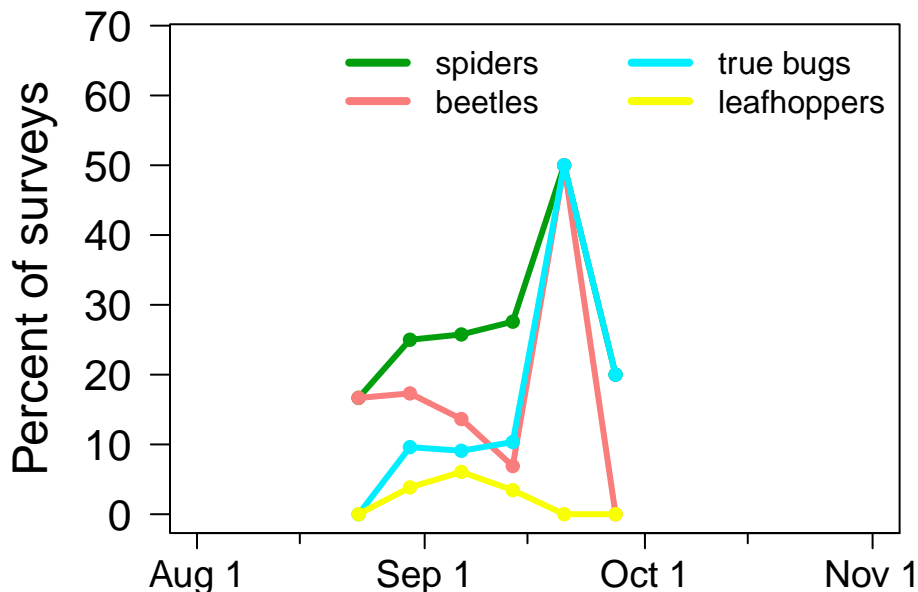 70
60
50
40
30
20
10
0
Percent of surveys
spiders
beetles
true bugs
leafhoppers
Aug 1
Sep 1
Oct 1
Nov 1